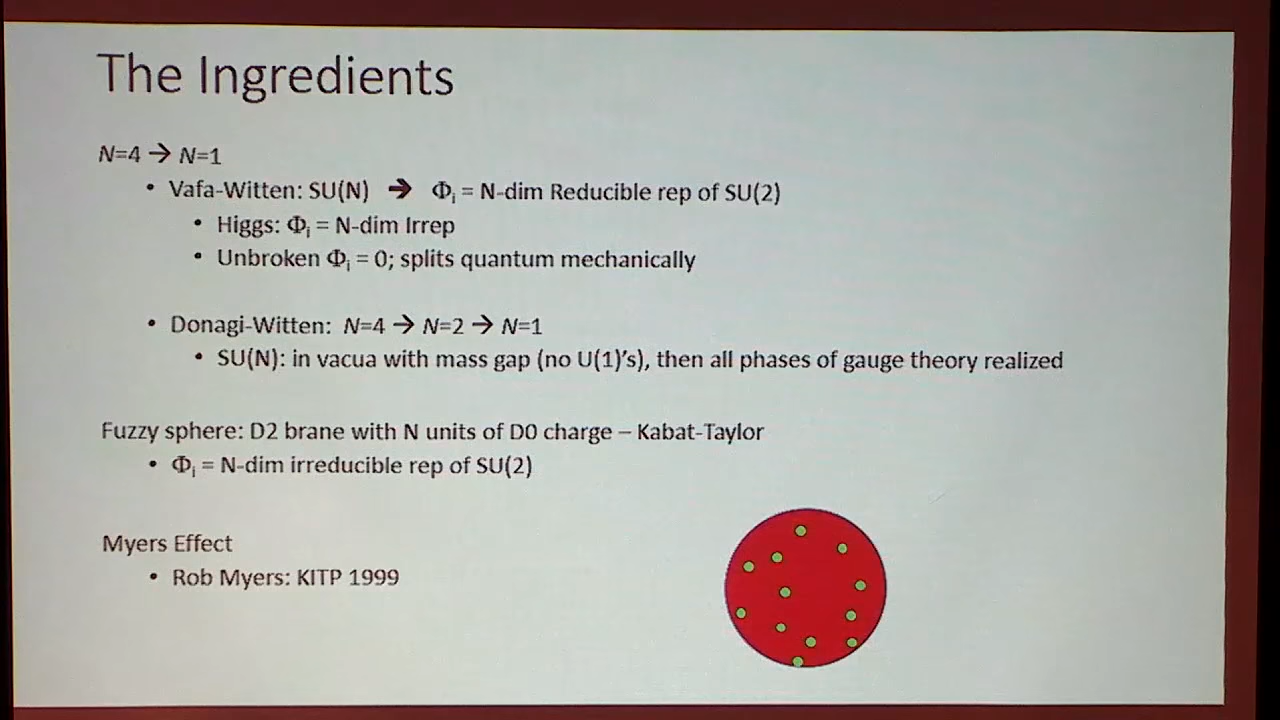 The Ingredients
N=4 → N=1
• Vafa-Witten: SU(N) → Φᵢ = N-dim Reducible rep of SU(2)
• Higgs: Φᵢ = N-dim Irrep
• Unbroken Φᵢ = 0; splits quantum mechanically
• Donagi-Witten: N=4 → N=2 → N=1
• SU(N): in vacua with mass gap (no U(1)'s), then all phases of gauge theory realized
Fuzzy sphere: D2 brane with N units of D0 charge – Kabat-Taylor
• Φᵢ = N-dim irreducible rep of SU(2)
Myers Effect
• Rob Myers: KITP 1999